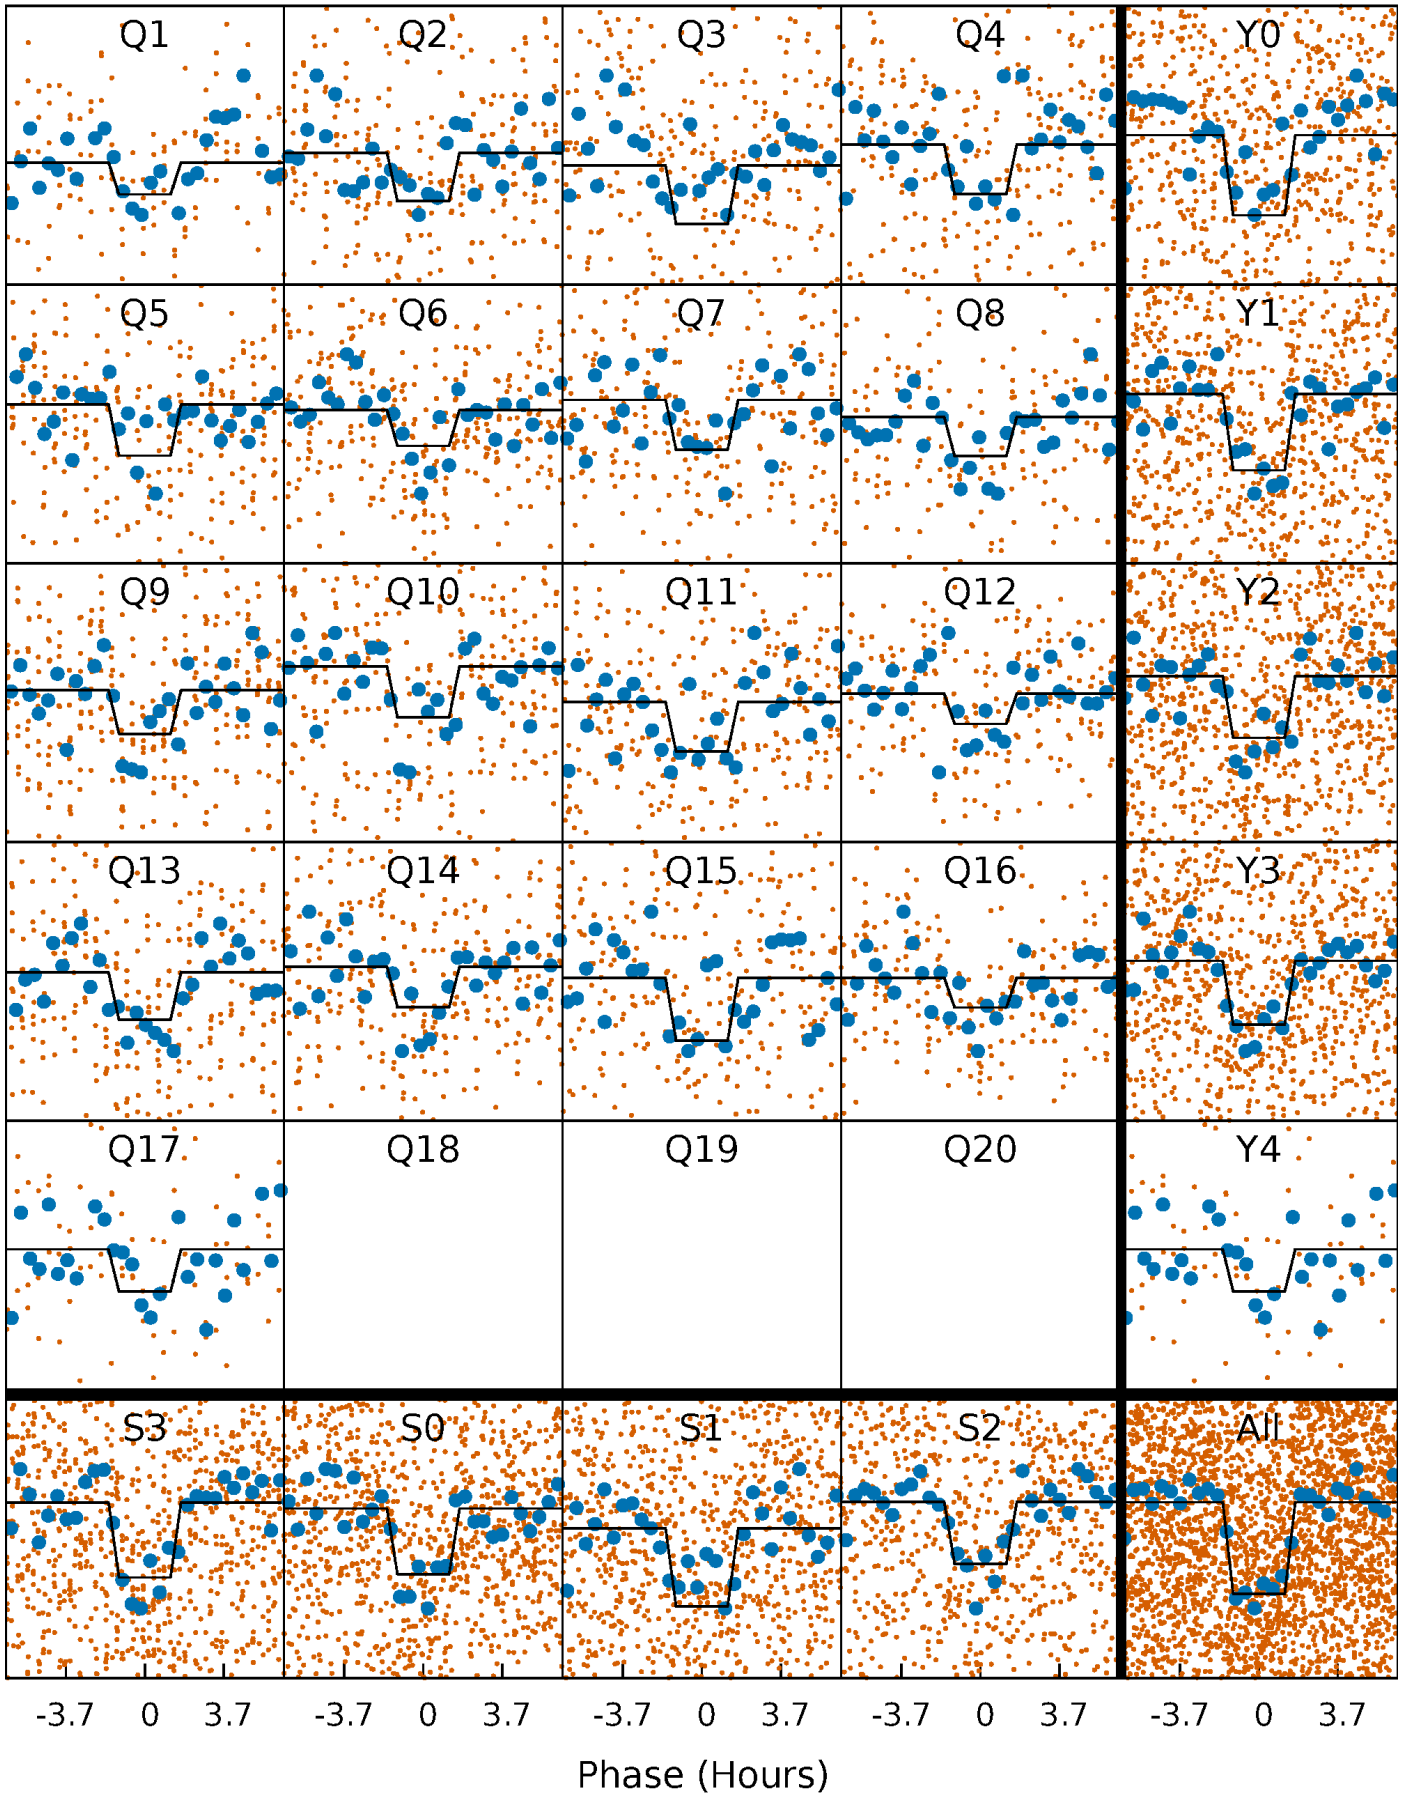 Q1 Q2 Q3 Q4 Y0
Q5 Q6 Q7 Q8 Y1
Q9 Q10 Q11 Q12 Y2
Q13 Q14 Q15 Q16 Y3
Q17 Q18 Q19 Q20 Y4
S3 S0 S1 S2 All
-3.7 0 3.7 -3.7 0 3.7 -3.7 0 3.7 -3.7 0 3.7 -3.7 0 3.7
Phase (Hours)